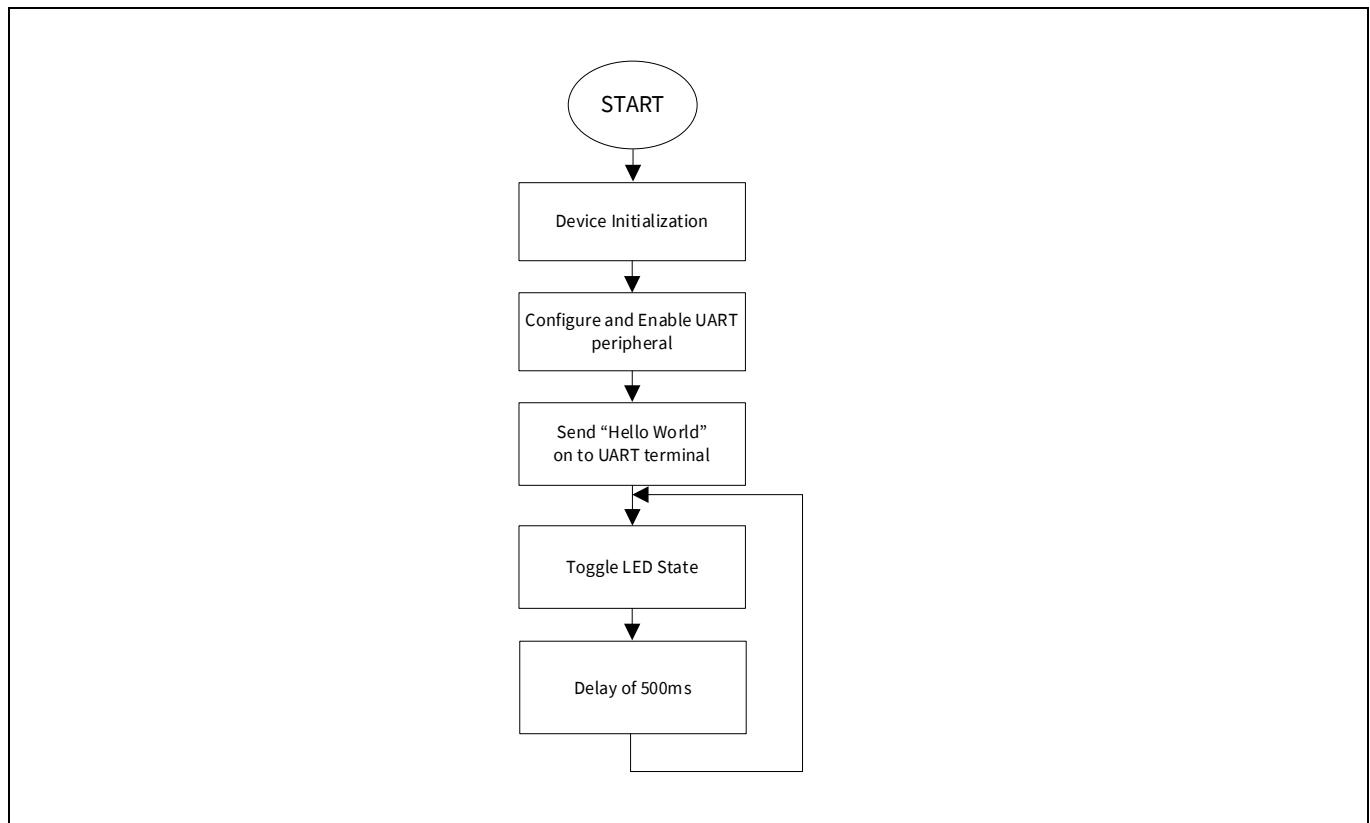 START
Device Initialization
Configure and Enable UART
peripheral
Send “Hello World”
on to UART terminal
Toggle LED State
Delay of 500ms